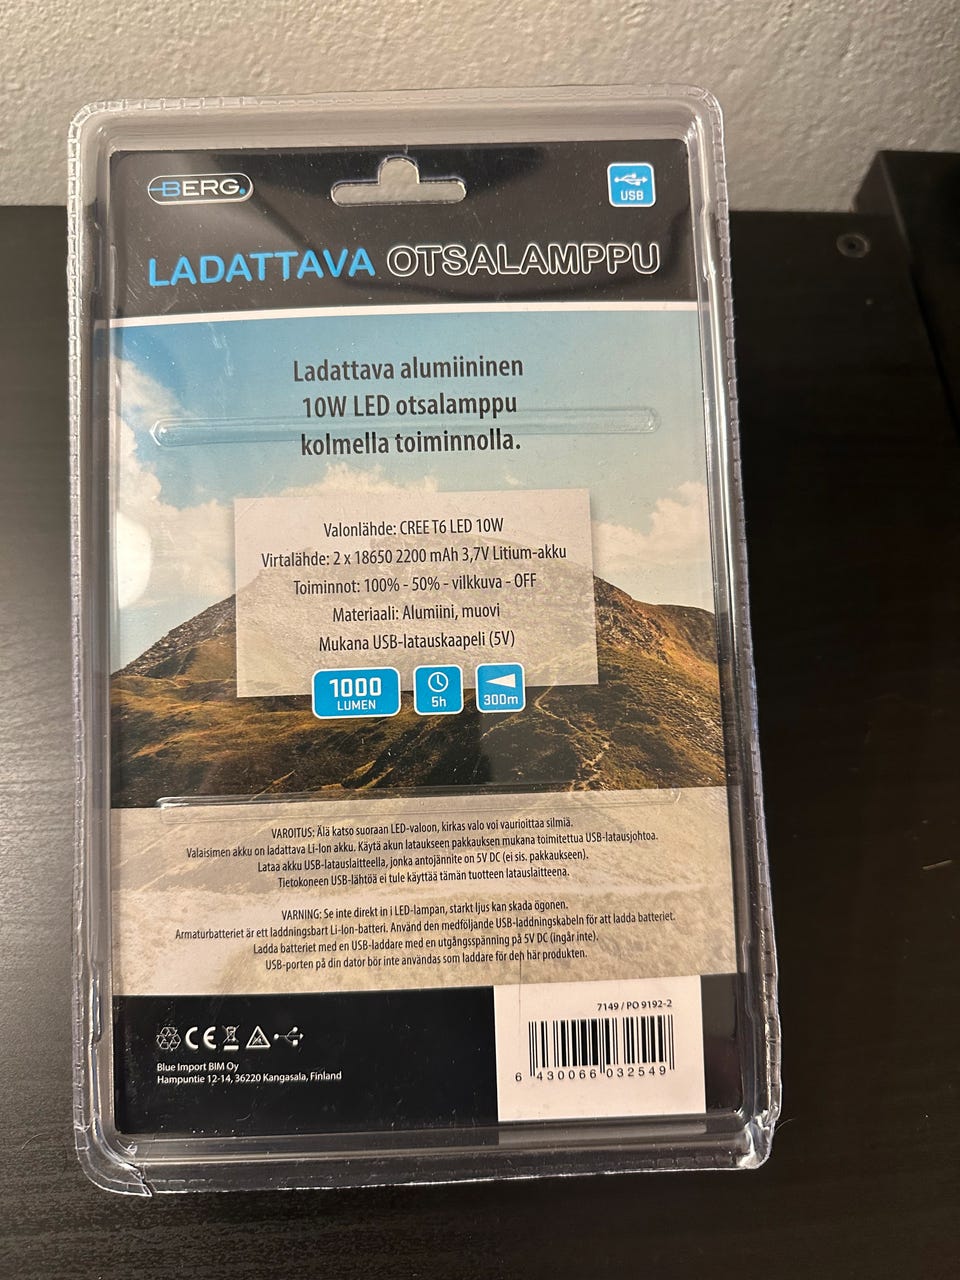 BERG
USB
LADATTAVA OTSALAMPPU
Ladattava alumiininen
10W LED otsalamppu
kolmella toiminnolla.
Valonlähde: CREE T6 LED 10W
Virtalähde: 2 x 18650 2200 mAh 3,7V Litium-akku
Toiminnot: 100% - 50% - vilkkuva - OFF
Materiaali: Alumiini, muovi
Mukana USB-latauskaapeli (5V)
1000
LUMEN
5h
300m
VAROITUS: Älä katso suoraan LED-valoon, kirkas valo voi vaurioittaa silmiä.
Valaisimen akku on ladattava Li-Ion akku. Käytä akun lataukseen pakkauksen mukana toimitettua USB-latausjohtoa.
Lataa akku USB-latauslaitteella, jonka antojännite on 5V DC (ei sis. pakkaukseen).
Tietokoneen USB-lähtöä ei tule käyttää tämän tuotteen latauslaitteena.
VARNING: Se inte direkt in i LED-lampan, starkt ljus kan skada ögonen.
Armaturbatteriet är ett laddningsbart Li-Ion-batteri. Använd den medföljande USB-laddningskabeln för att ladda batteriet.
Ladda batteriet med en USB-laddare med en utgångsspänning på 5V DC (ingår inte).
USB-porten på din dator bör inte användas som laddare för den här produkten.
7149 / PO 9192-2
CE
Blue Import BIM Oy
Hampuntie 12-14, 36220 Kangasala, Finland
6 430066 032549